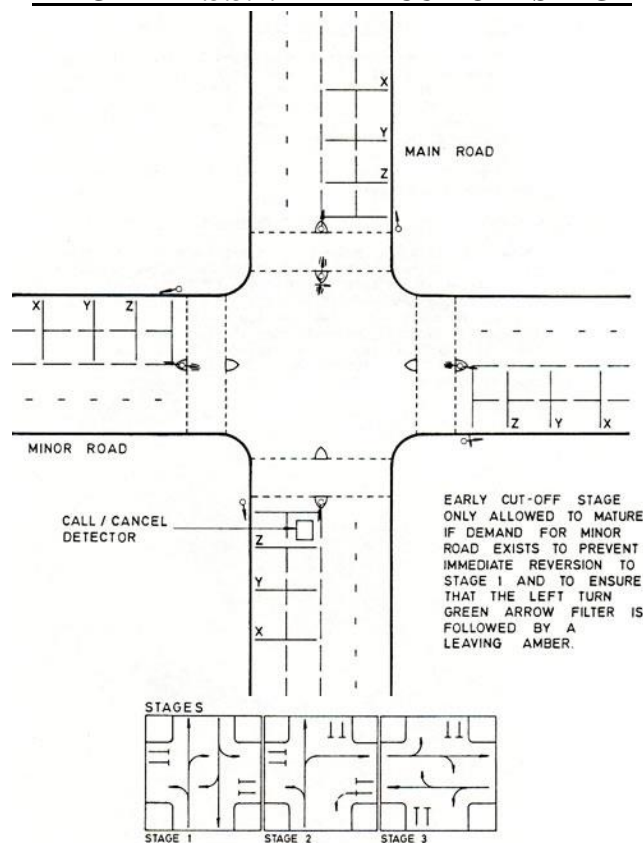 X
Y
MAIN ROAD
Z
X Y Z
MINOR ROAD
Z Y X
CALL / CANCEL
DETECTOR
Z
Y
X
EARLY CUT-OFF STAGE
ONLY ALLOWED TO MATURE
IF DEMAND FOR MINOR
ROAD EXISTS TO PREVENT
IMMEDIATE REVERSION TO
STAGE 1 AND TO ENSURE
THAT THE LEFT TURN
GREEN ARROW FILTER IS
FOLLOWED BY A
LEAVING AMBER.
STAGES
STAGE 1 STAGE 2 STAGE 3